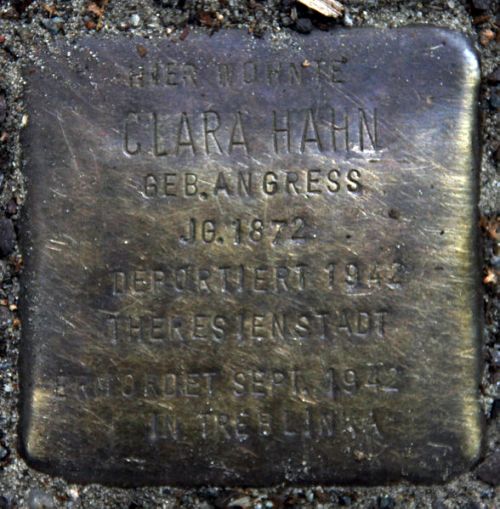 HIER WOHNTE
CLARA HAHN
GEB. ANGRESS
JG. 1872
DEPORTIERT 1942
THERESIENSTADT
ERMORDET SEPT. 1942
IN TREBLINKA